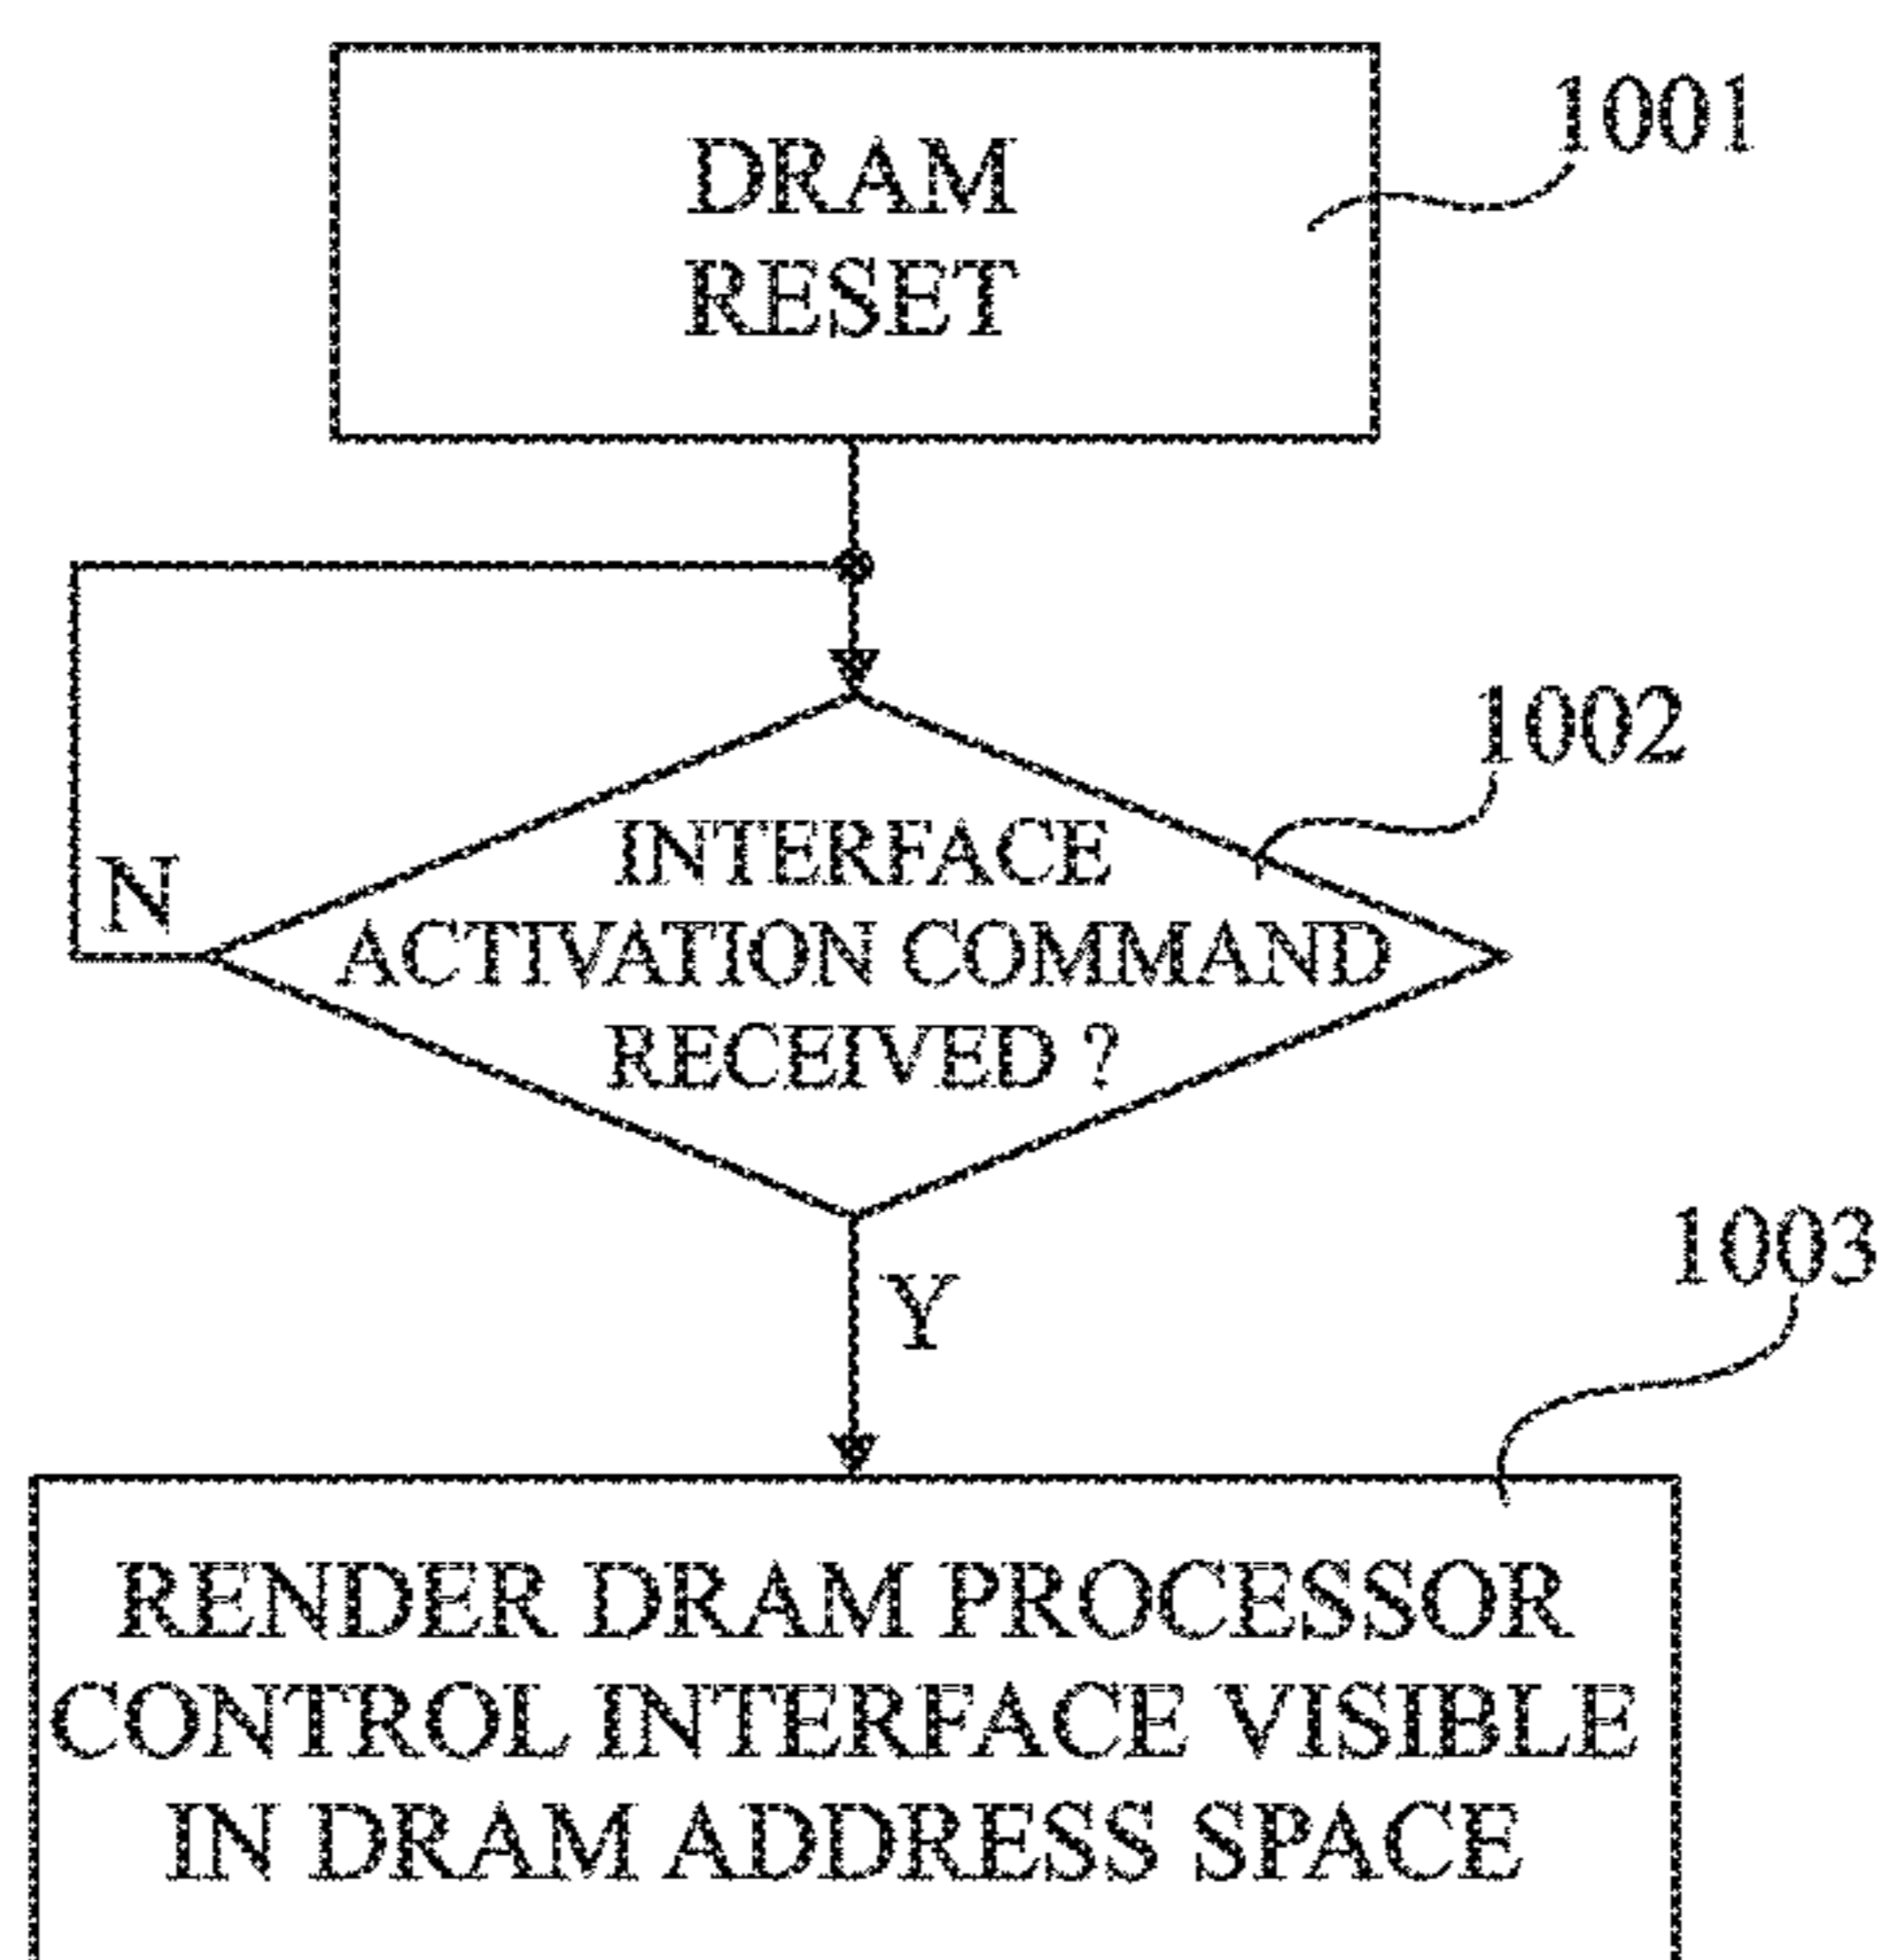 DRAM
RESET
1001
INTERFACE
ACTIVATION COMMAND
RECEIVED ?
1002
N
Y
1003
RENDER DRAM PROCESSOR
CONTROL INTERFACE VISIBLE
IN DRAM ADDRESS SPACE